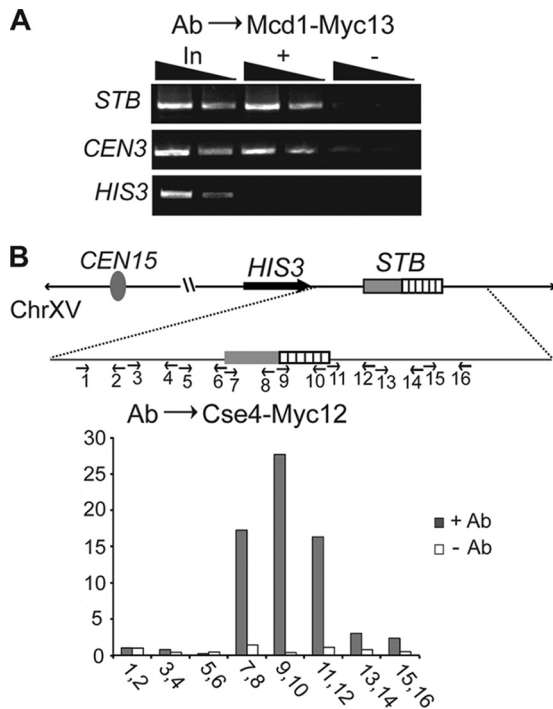 A
Ab → Mcd1-Myc13
In + -
STB
CEN3
HIS3
B
CEN15 HIS3 STB
ChrXV
1 2 3 4 5 6 7 8 9 10 11 12 13 14 15 16
Ab → Cse4-Myc12
30
25
20
15
10
5
0
+ Ab
- Ab
1,2 3,4 5,6 7,8 9,10 11,12 13,14 15,16